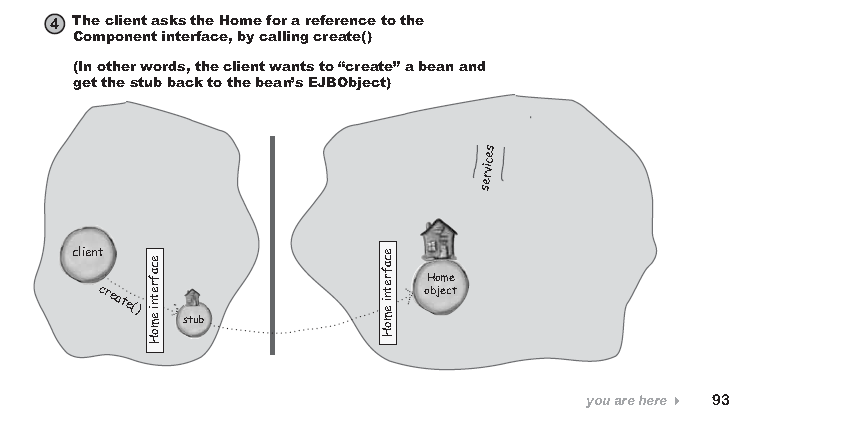 4 The client asks the Home for a reference to the
Component interface, by calling create()
(In other words, the client wants to “create” a bean and
get the stub back to the bean’s EJBObject)
services
client
create()
Home interface
stub
Home interface
Home
object
you are here
93